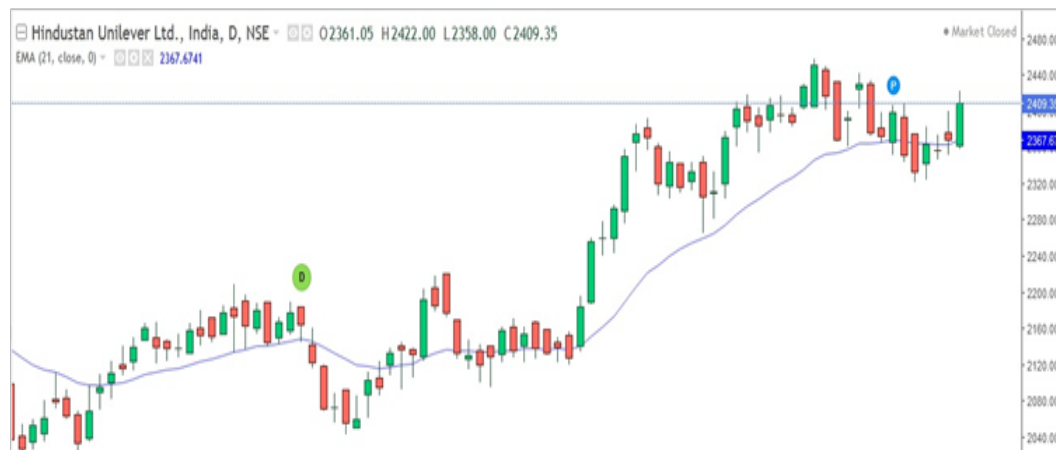 Hindustan Unilever Ltd., India, D, NSE O2361.05 H2422.00 L2358.00 C2409.35
Market Closed
EMA (21, close, 0) 2367.6741
2480.00
2440.00
2409.35
2400.00
2367.67
2320.00
2280.00
2240.00
2200.00
2160.00
2120.00
2080.00
2040.00
P
D